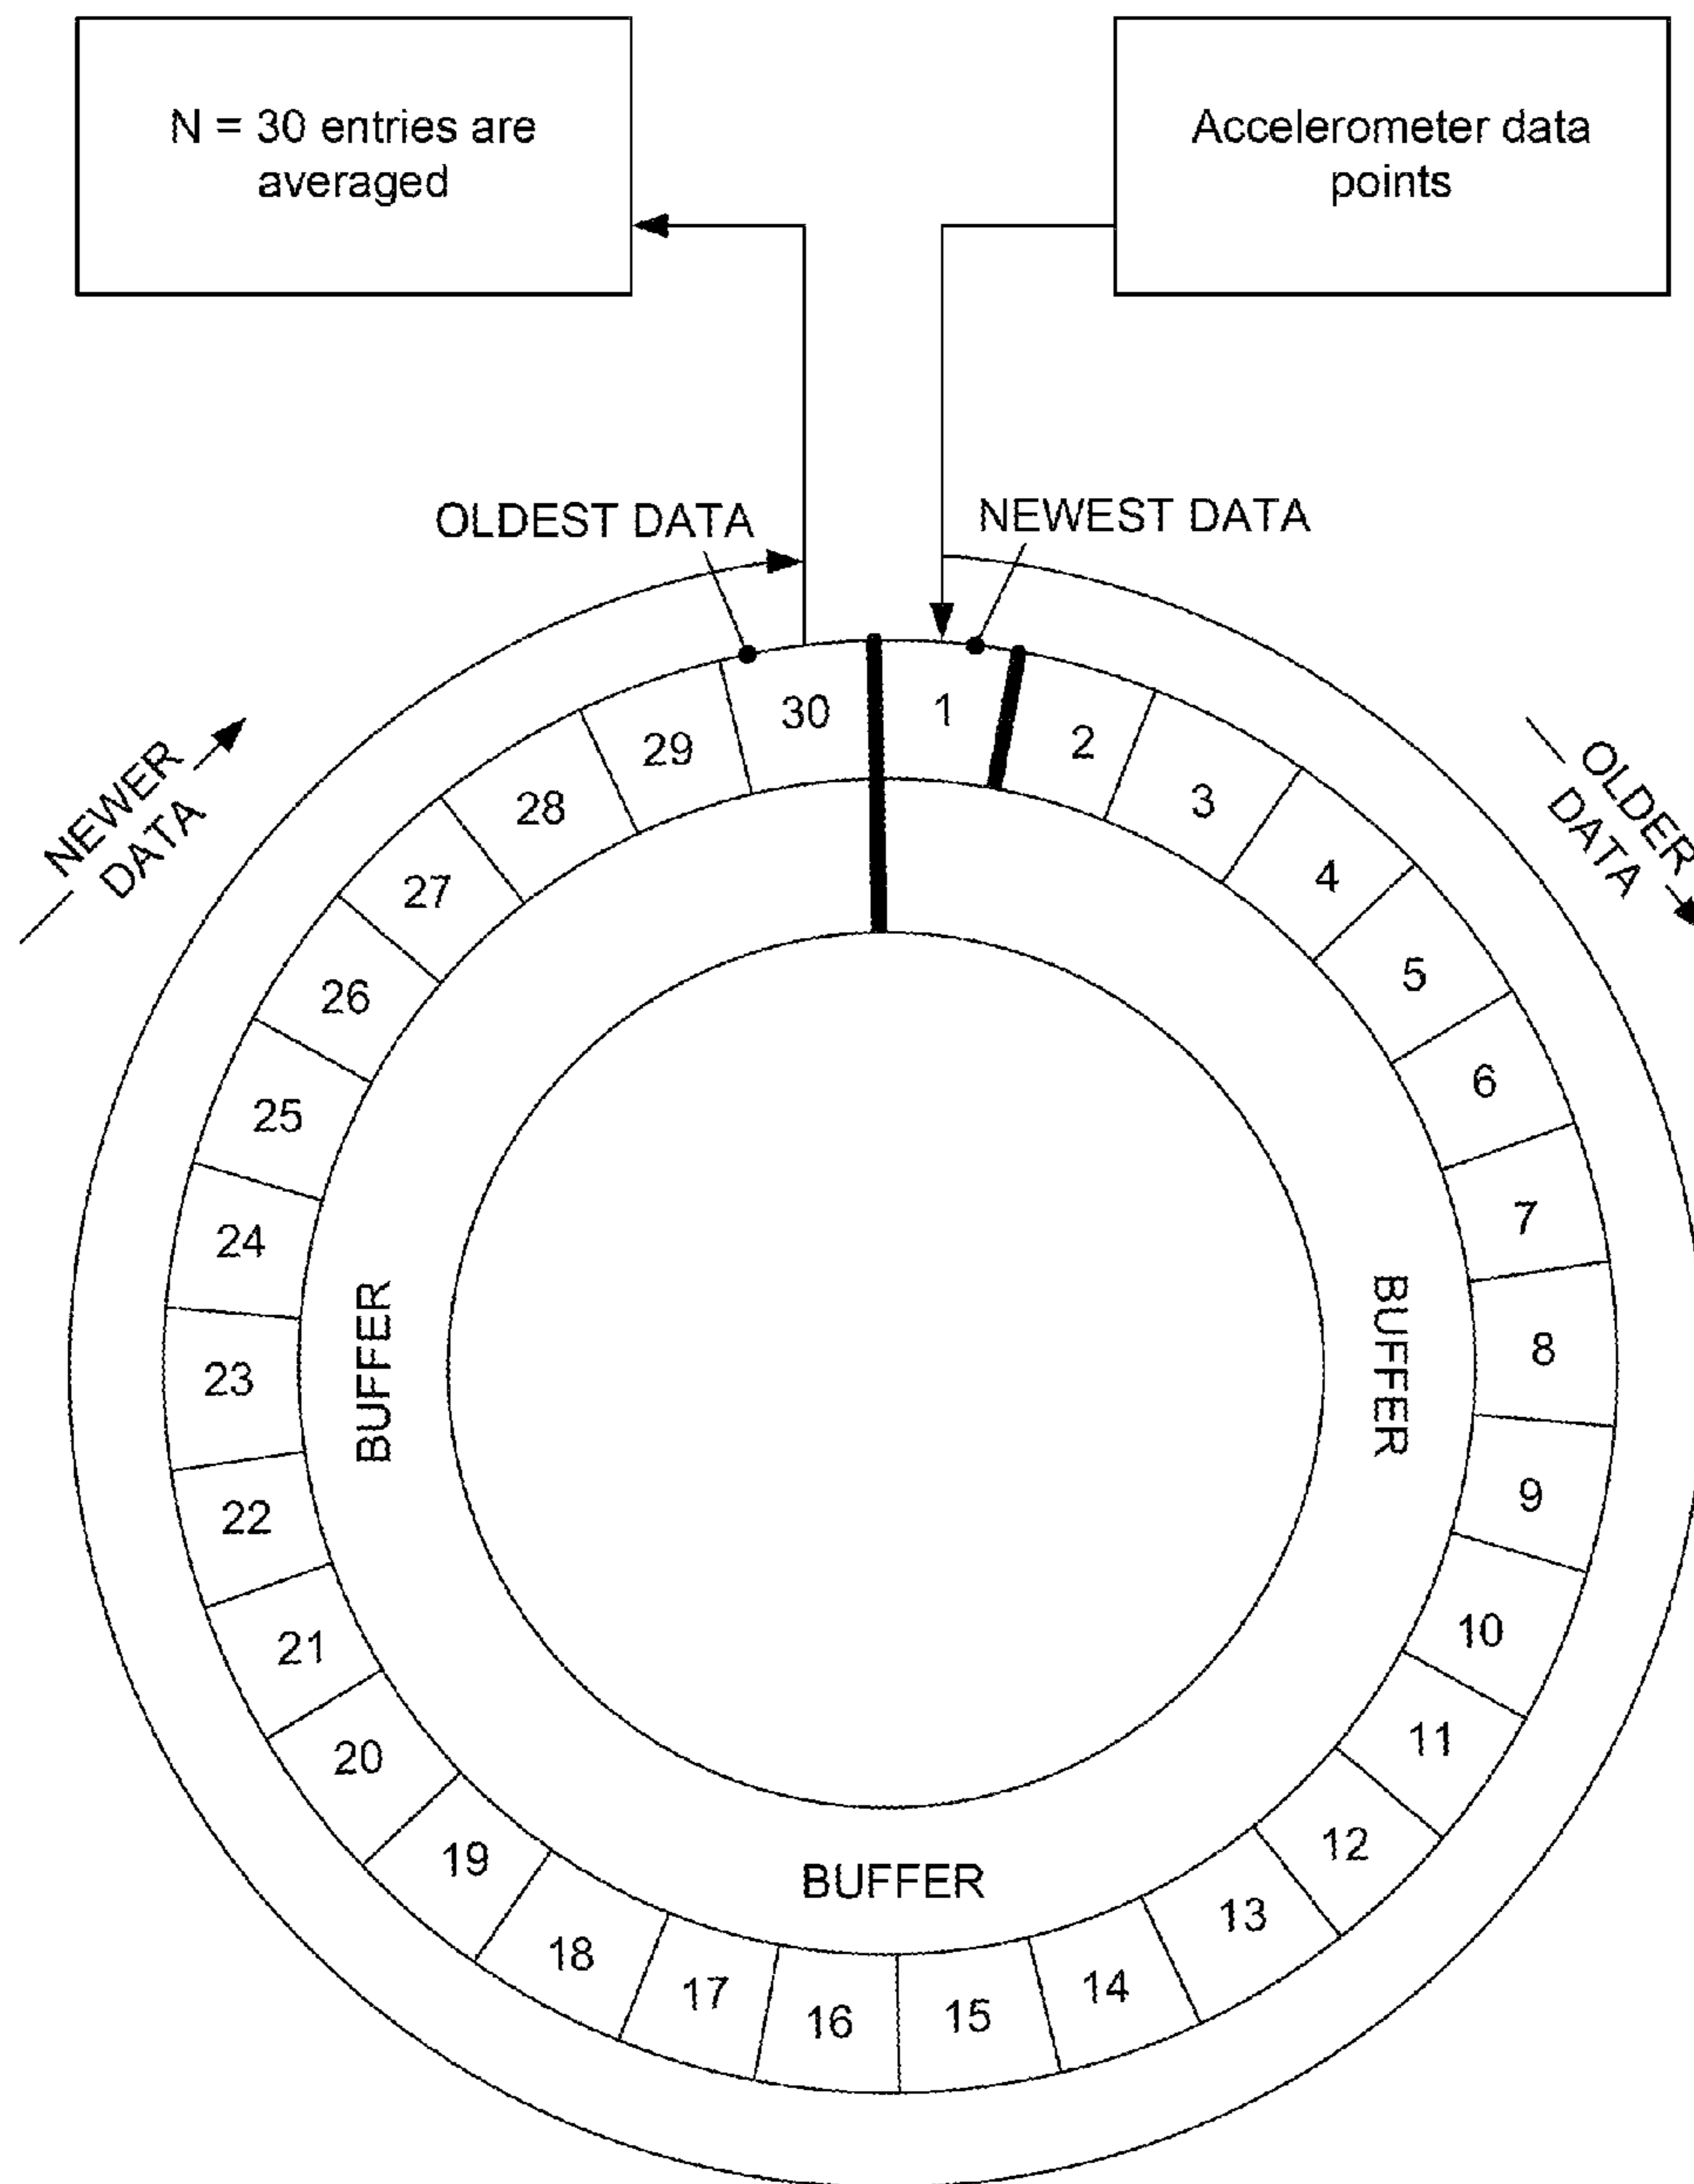 N = 30 entries are
averaged
Accelerometer data
points
OLDEST DATA
NEWEST DATA
NEWER
DATA
OLDER
DATA
1
2
3
4
5
6
7
8
9
10
11
12
13
14
15
16
17
18
19
20
21
22
23
24
25
26
27
28
29
30
BUFFER
BUFFER
BUFFER